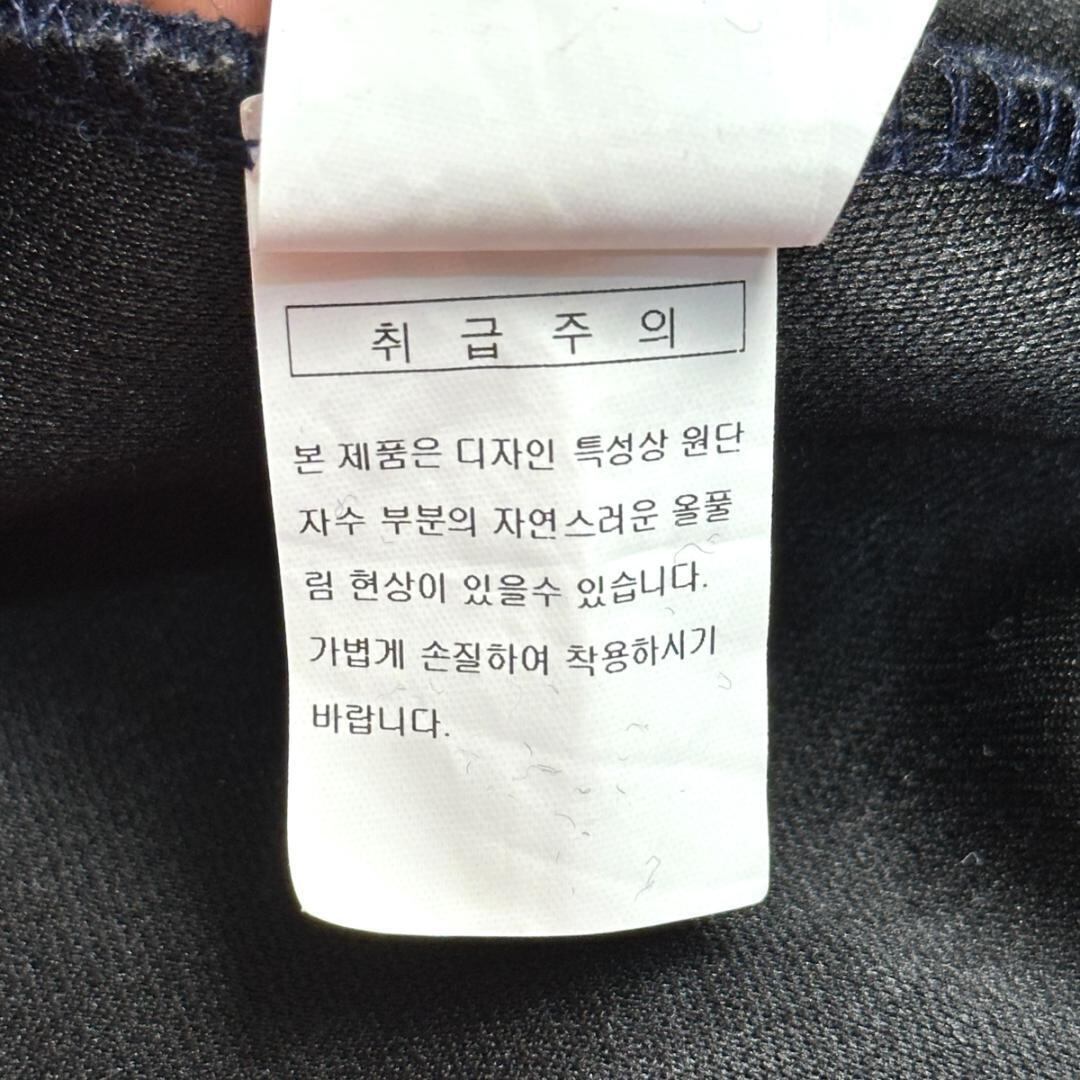 취 급 주 의
본 제품은 디자인 특성상 원단
자수 부분의 자연스러운 올풀
림 현상이 있을수 있습니다.
가볍게 손질하여 착용하시기
바랍니다.